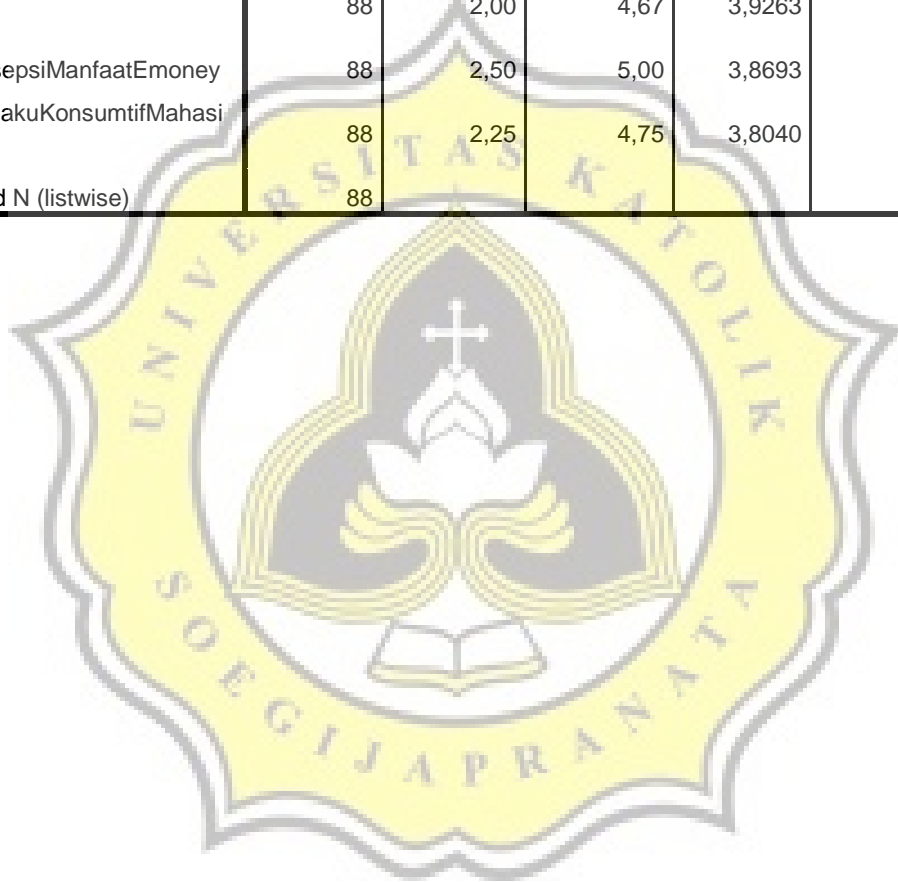 88 2,00 4,67 3,9263
sepsiManfaatEmoney 88 2,50 5,00 3,8693
akuKonsumtifMahasi
88 2,25 4,75 3,8040
d N (listwise) 88
UNIVERSITAS KATOLIK
SOEGIJAPRANATA